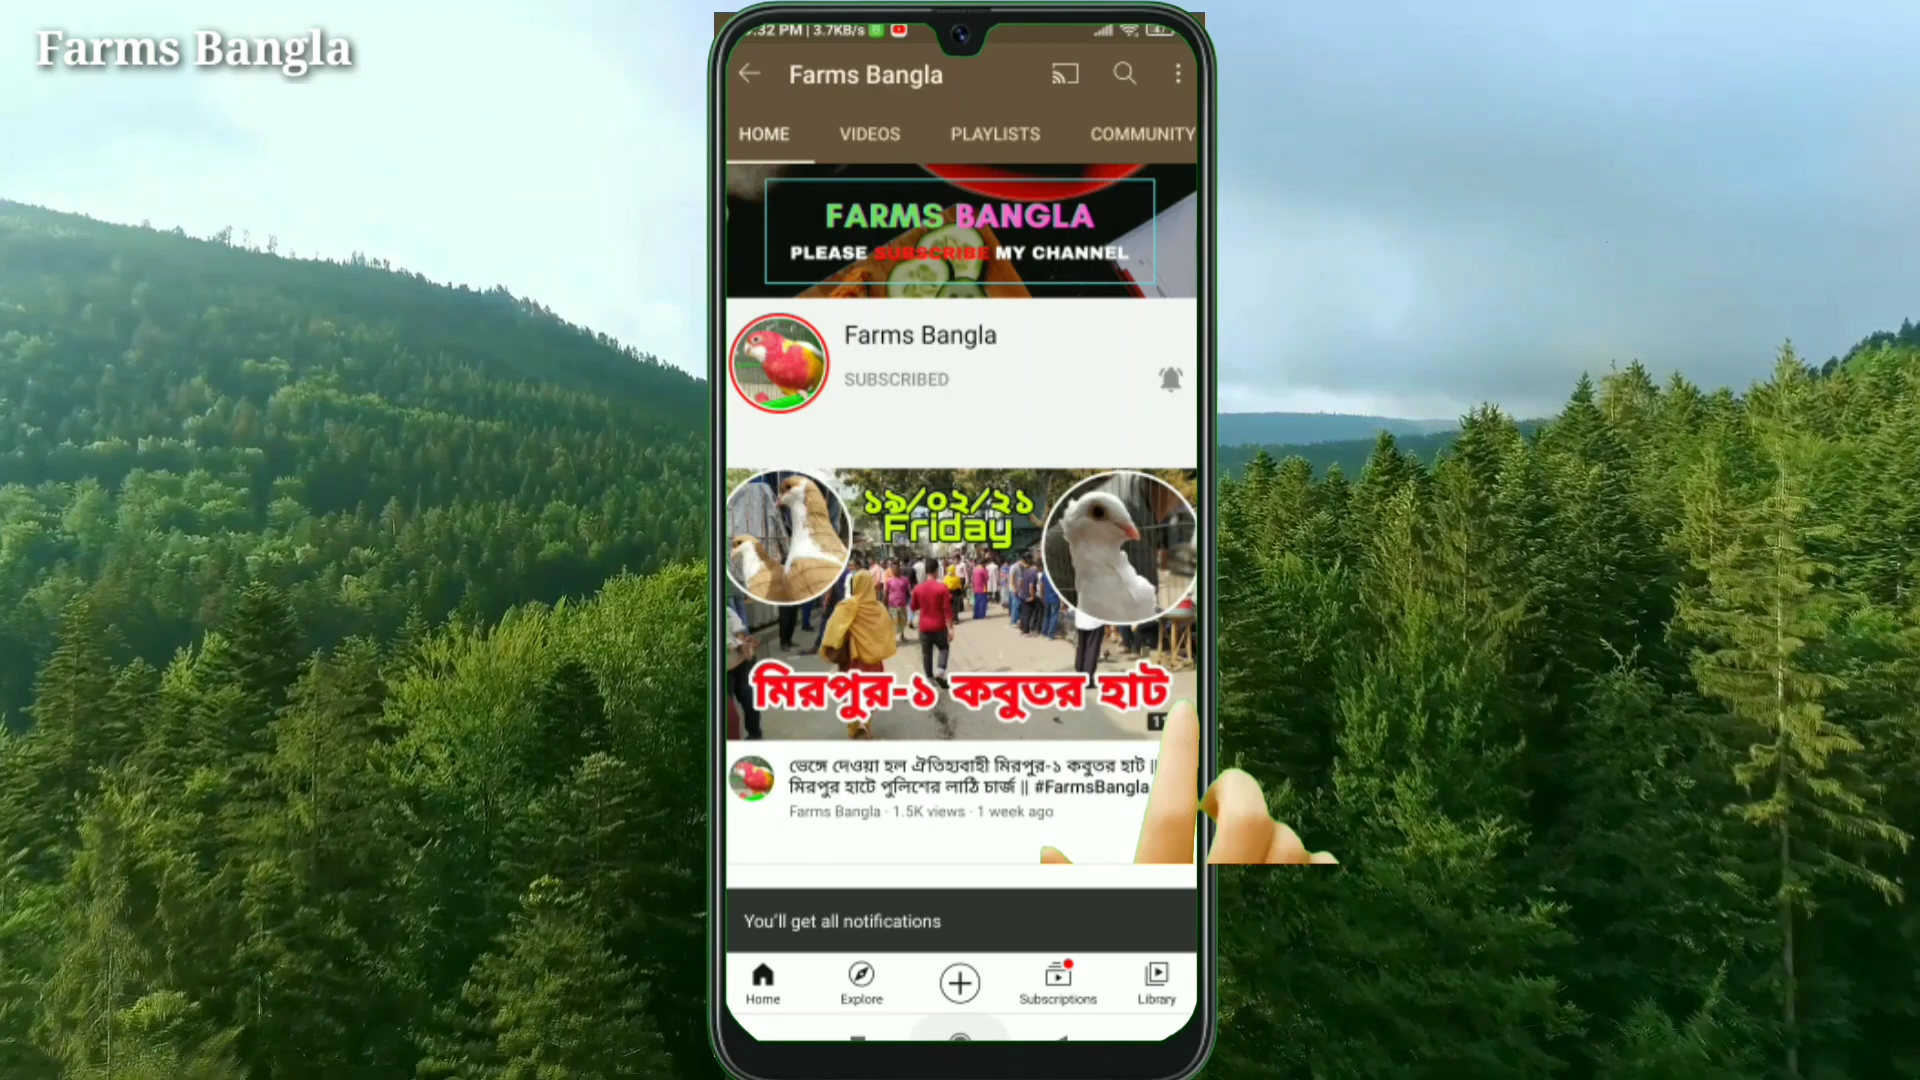 Farms Bangla
:32 PM | 3.7KB/s
47
Farms Bangla
HOME VIDEOS PLAYLISTS COMMUNITY
FARMS BANGLA
PLEASE SUBSCRIBE MY CHANNEL
Farms Bangla
SUBSCRIBED
১৯/০২/২১
Friday
মিরপুর-১ কবুতর হাট
ভেঙ্গে দেওয়া হল ঐতিহ্যবাহী মিরপুর-১ কবুতর হাট ||
মিরপুর হাটে পুলিশের লাঠি চার্জ || #FarmsBangla
Farms Bangla · 1.5K views · 1 week ago
You'll get all notifications
Home Explore Subscriptions Library